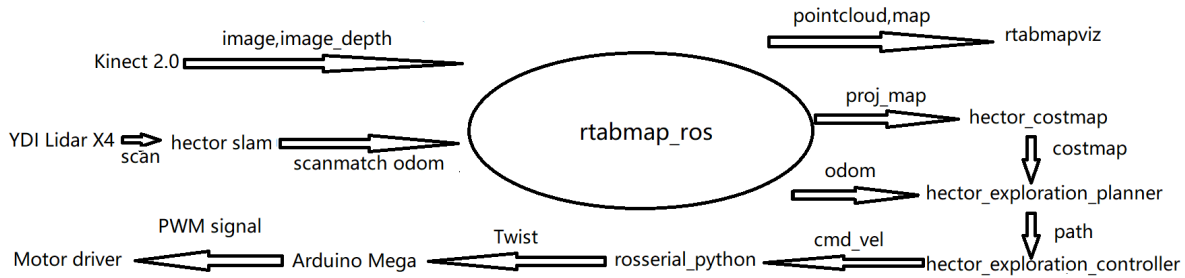 pointcloud,map
image,image_depth
rtabmapviz
Kinect 2.0
proj_map
YDI Lidar X4
scan
hector slam
scanmatch odom
rtabmap_ros
hector_costmap
costmap
odom
hector_exploration_planner
PWM signal
Twist
cmd_vel
path
Motor driver
Arduino Mega
rosserial_python
hector_exploration_controller